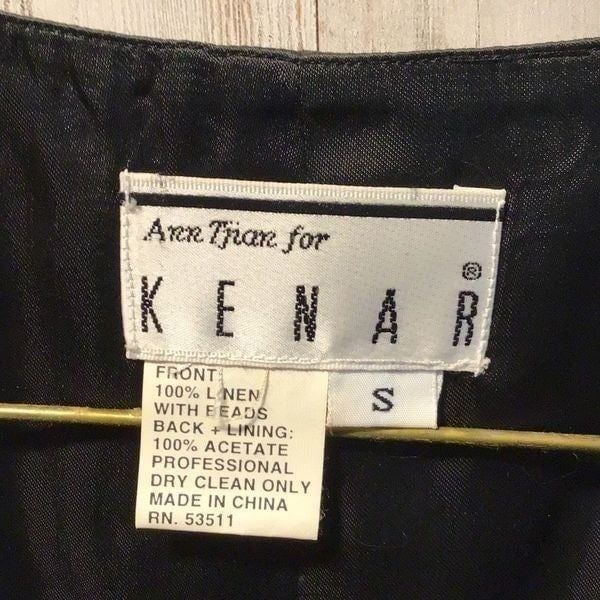 Ann Tjian for
KENAR®
S
FRONT:
100% LINEN
WITH BEADS
BACK + LINING:
100% ACETATE
PROFESSIONAL
DRY CLEAN ONLY
MADE IN CHINA
RN. 53511